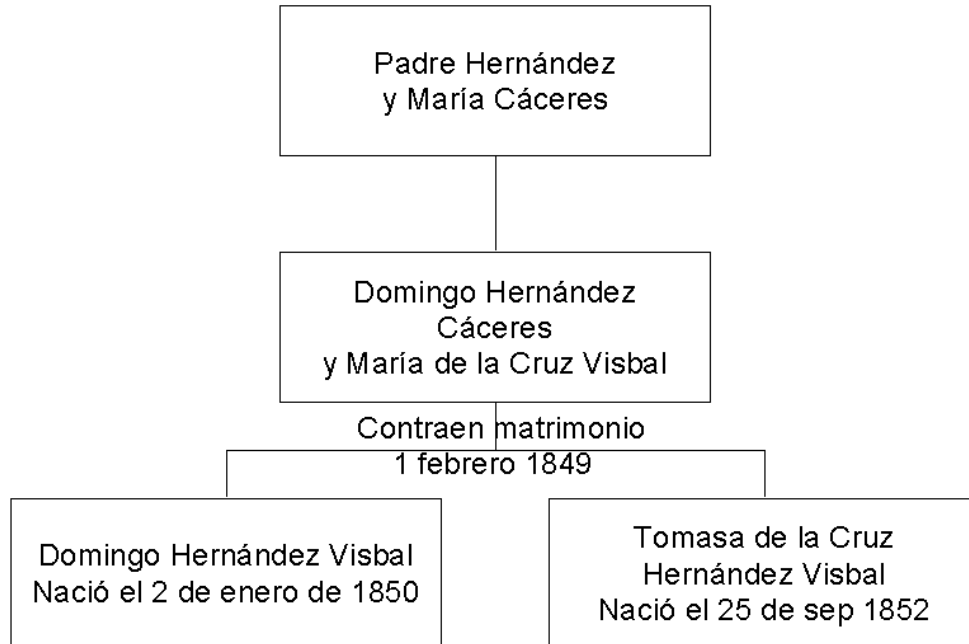 Padre Hernández
y María Cáceres
Domingo Hernández
Cáceres
y María de la Cruz Visbal
Contraen matrimonio
1 febrero 1849
Domingo Hernández Visbal
Nació el 2 de enero de 1850
Tomasa de la Cruz
Hernández Visbal
Nació el 25 de sep 1852